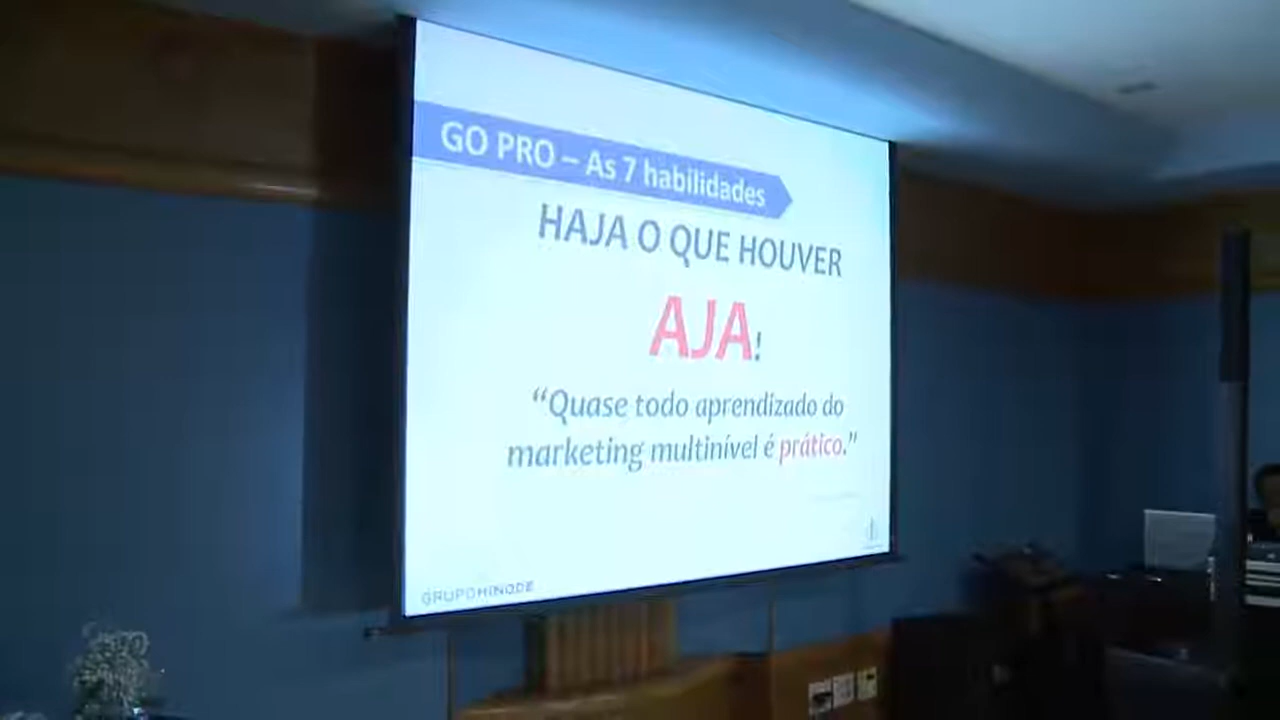 GO PRO – As 7 habilidades
HAJA O QUE HOUVER
AJA!
“Quase todo aprendizado do
marketing multinível é prático.”
GRUPOHINODE